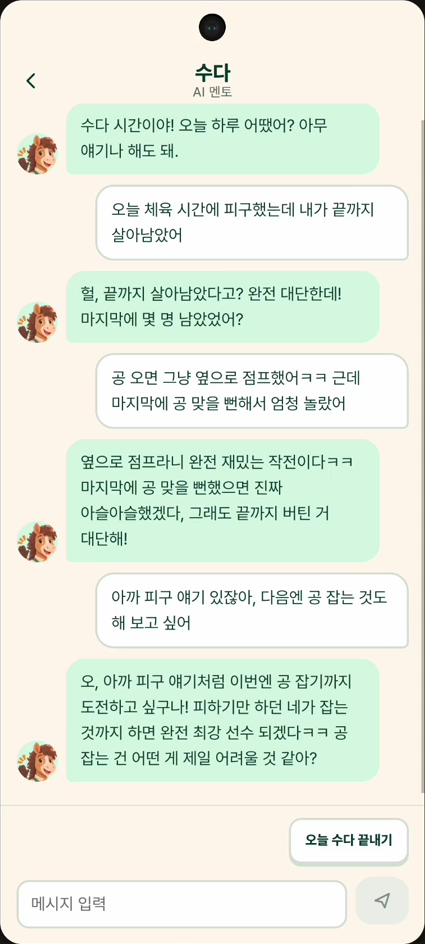 수다
AI 멘토
수다 시간이야! 오늘 하루 어땠어? 아무
얘기나 해도 돼.
오늘 체육 시간에 피구했는데 내가 끝까지
살아남았어
헐, 끝까지 살아남았다고? 완전 대단한데!
마지막에 몇 명 남았었어?
공 오면 그냥 옆으로 점프했어ㅋㅋ 근데
마지막에 공 맞을 뻔해서 엄청 놀랐어
옆으로 점프라니 완전 재밌는 작전이다ㅋㅋ
마지막에 공 맞을 뻔했으면 진짜
아슬아슬했겠다, 그래도 끝까지 버틴 거
대단해!
아까 피구 얘기 있잖아, 다음엔 공 잡는 것도
해 보고 싶어
오, 아까 피구 얘기처럼 이번엔 공 잡기까지
도전하고 싶구나! 피하기만 하던 네가 잡는
것까지 하면 완전 최강 선수 되겠다ㅋㅋ 공
잡는 건 어떤 게 제일 어려울 것 같아?
오늘 수다 끝내기
메시지 입력